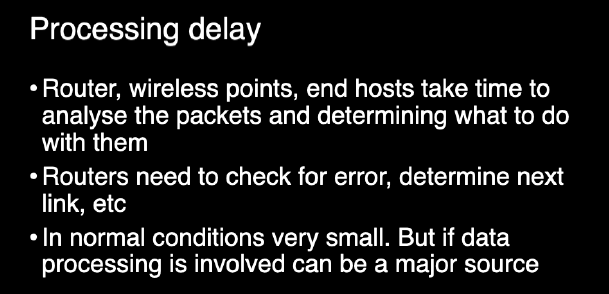 Processing delay
• Router, wireless points, end hosts take time to
analyse the packets and determining what to do
with them
• Routers need to check for error, determine next
link, etc
• In normal conditions very small. But if data
processing is involved can be a major source